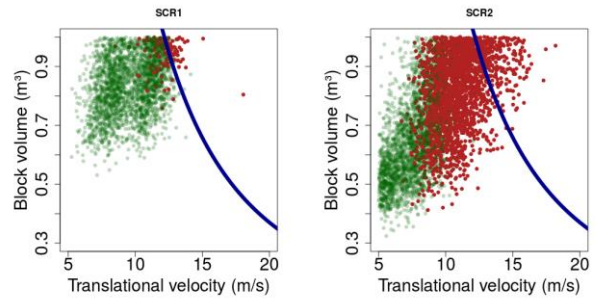 SCR1
Block volume (m³)
0.3 0.5 0.7 0.9
5 10 15 20
Translational velocity (m/s)
SCR2
Block volume (m³)
0.3 0.5 0.7 0.9
5 10 15 20
Translational velocity (m/s)